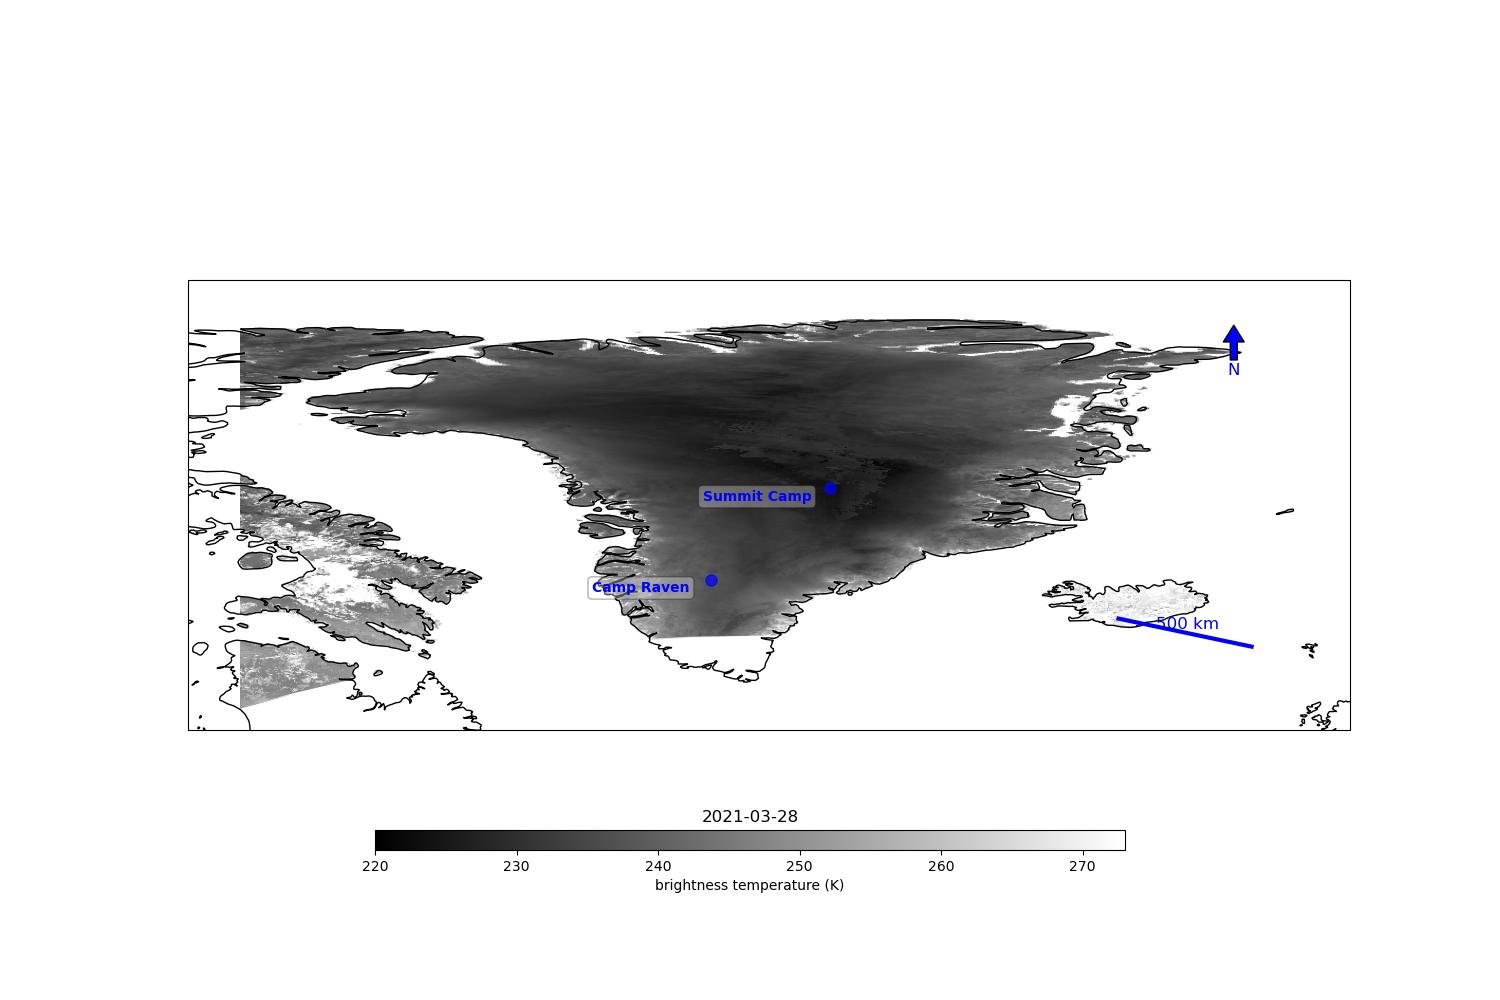 N
Summit Camp
Camp Raven
500 km
2021-03-28
220 230 240 250 260 270
brightness temperature (K)